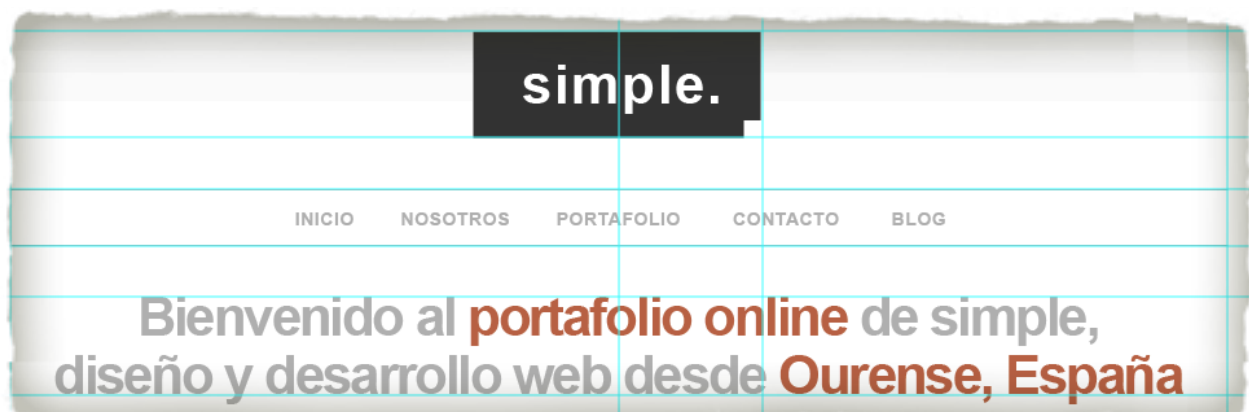 simple.
INICIO NOSOTROS PORTAFOLIO CONTACTO BLOG
Bienvenido al portafolio online de simple,
diseño y desarrollo web desde Ourense, España